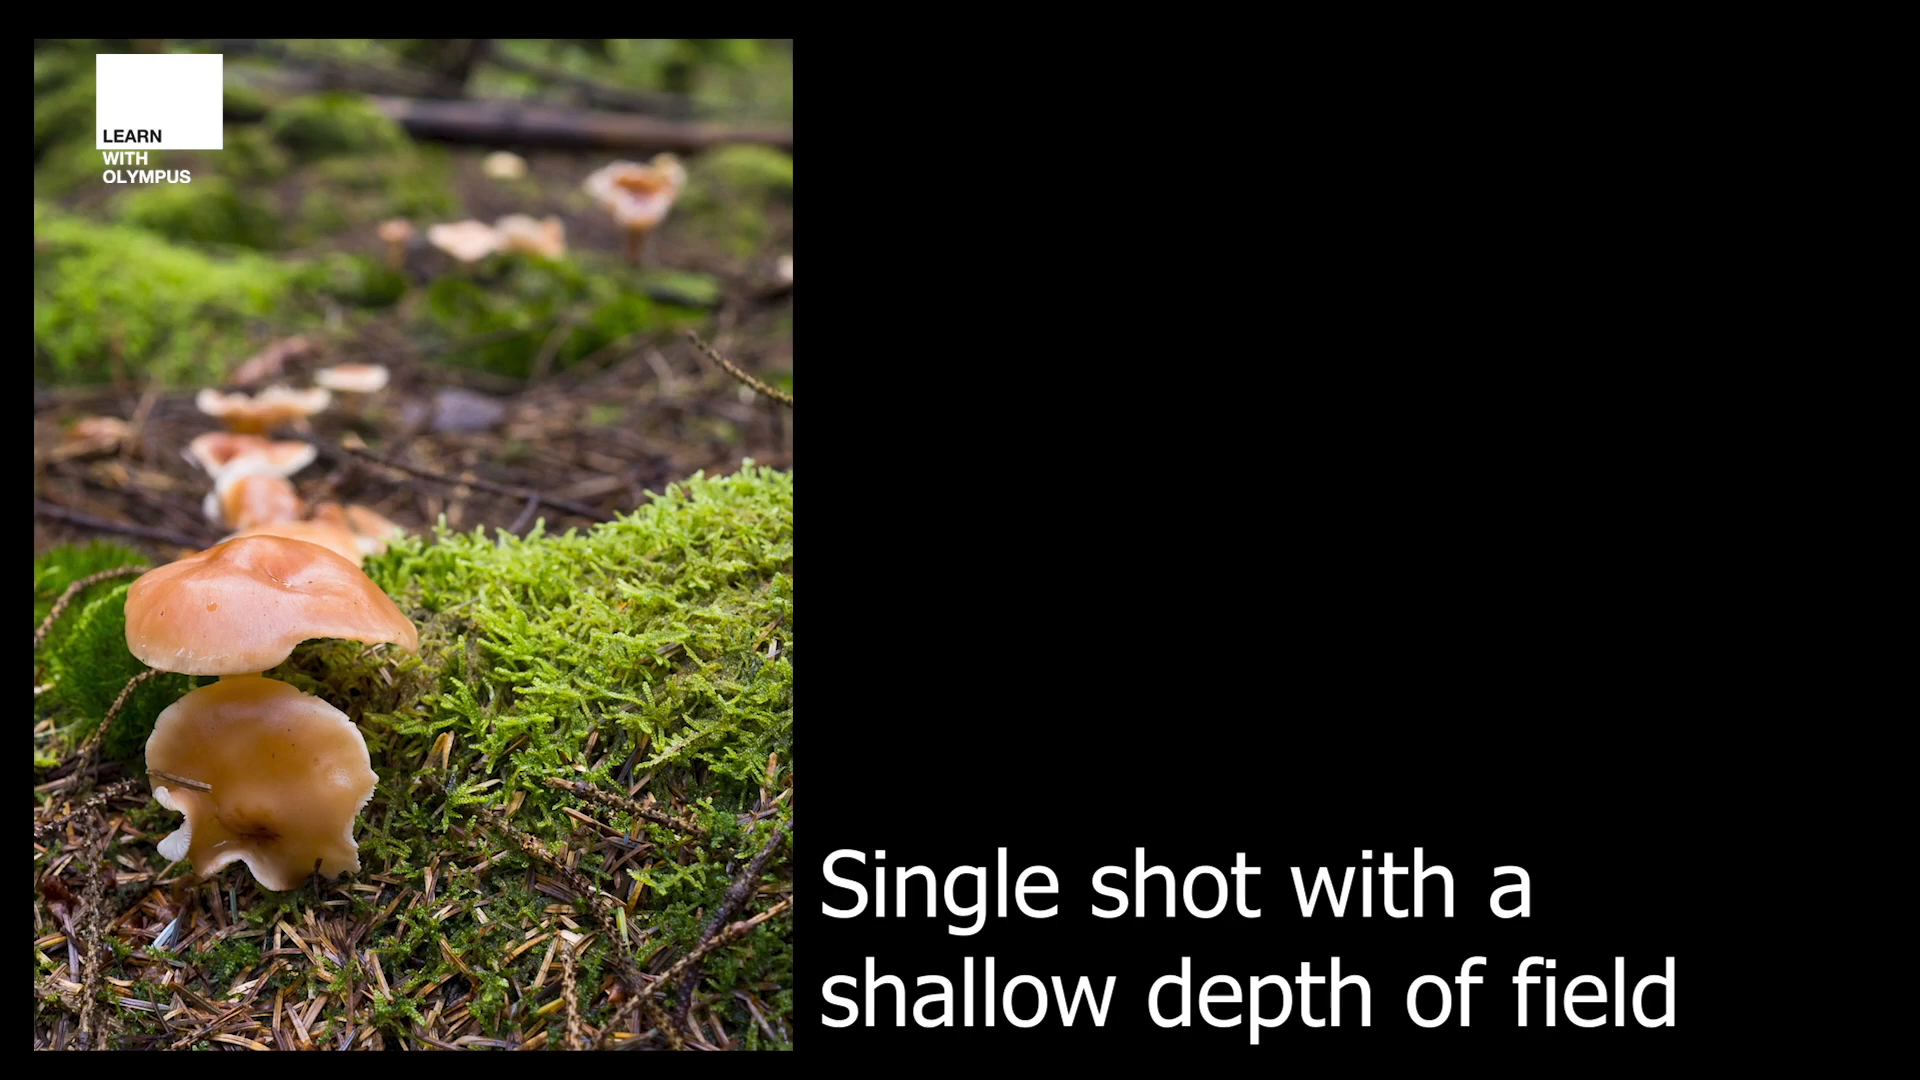 LEARN
WITH
OLYMPUS
Single shot with a
shallow depth of field